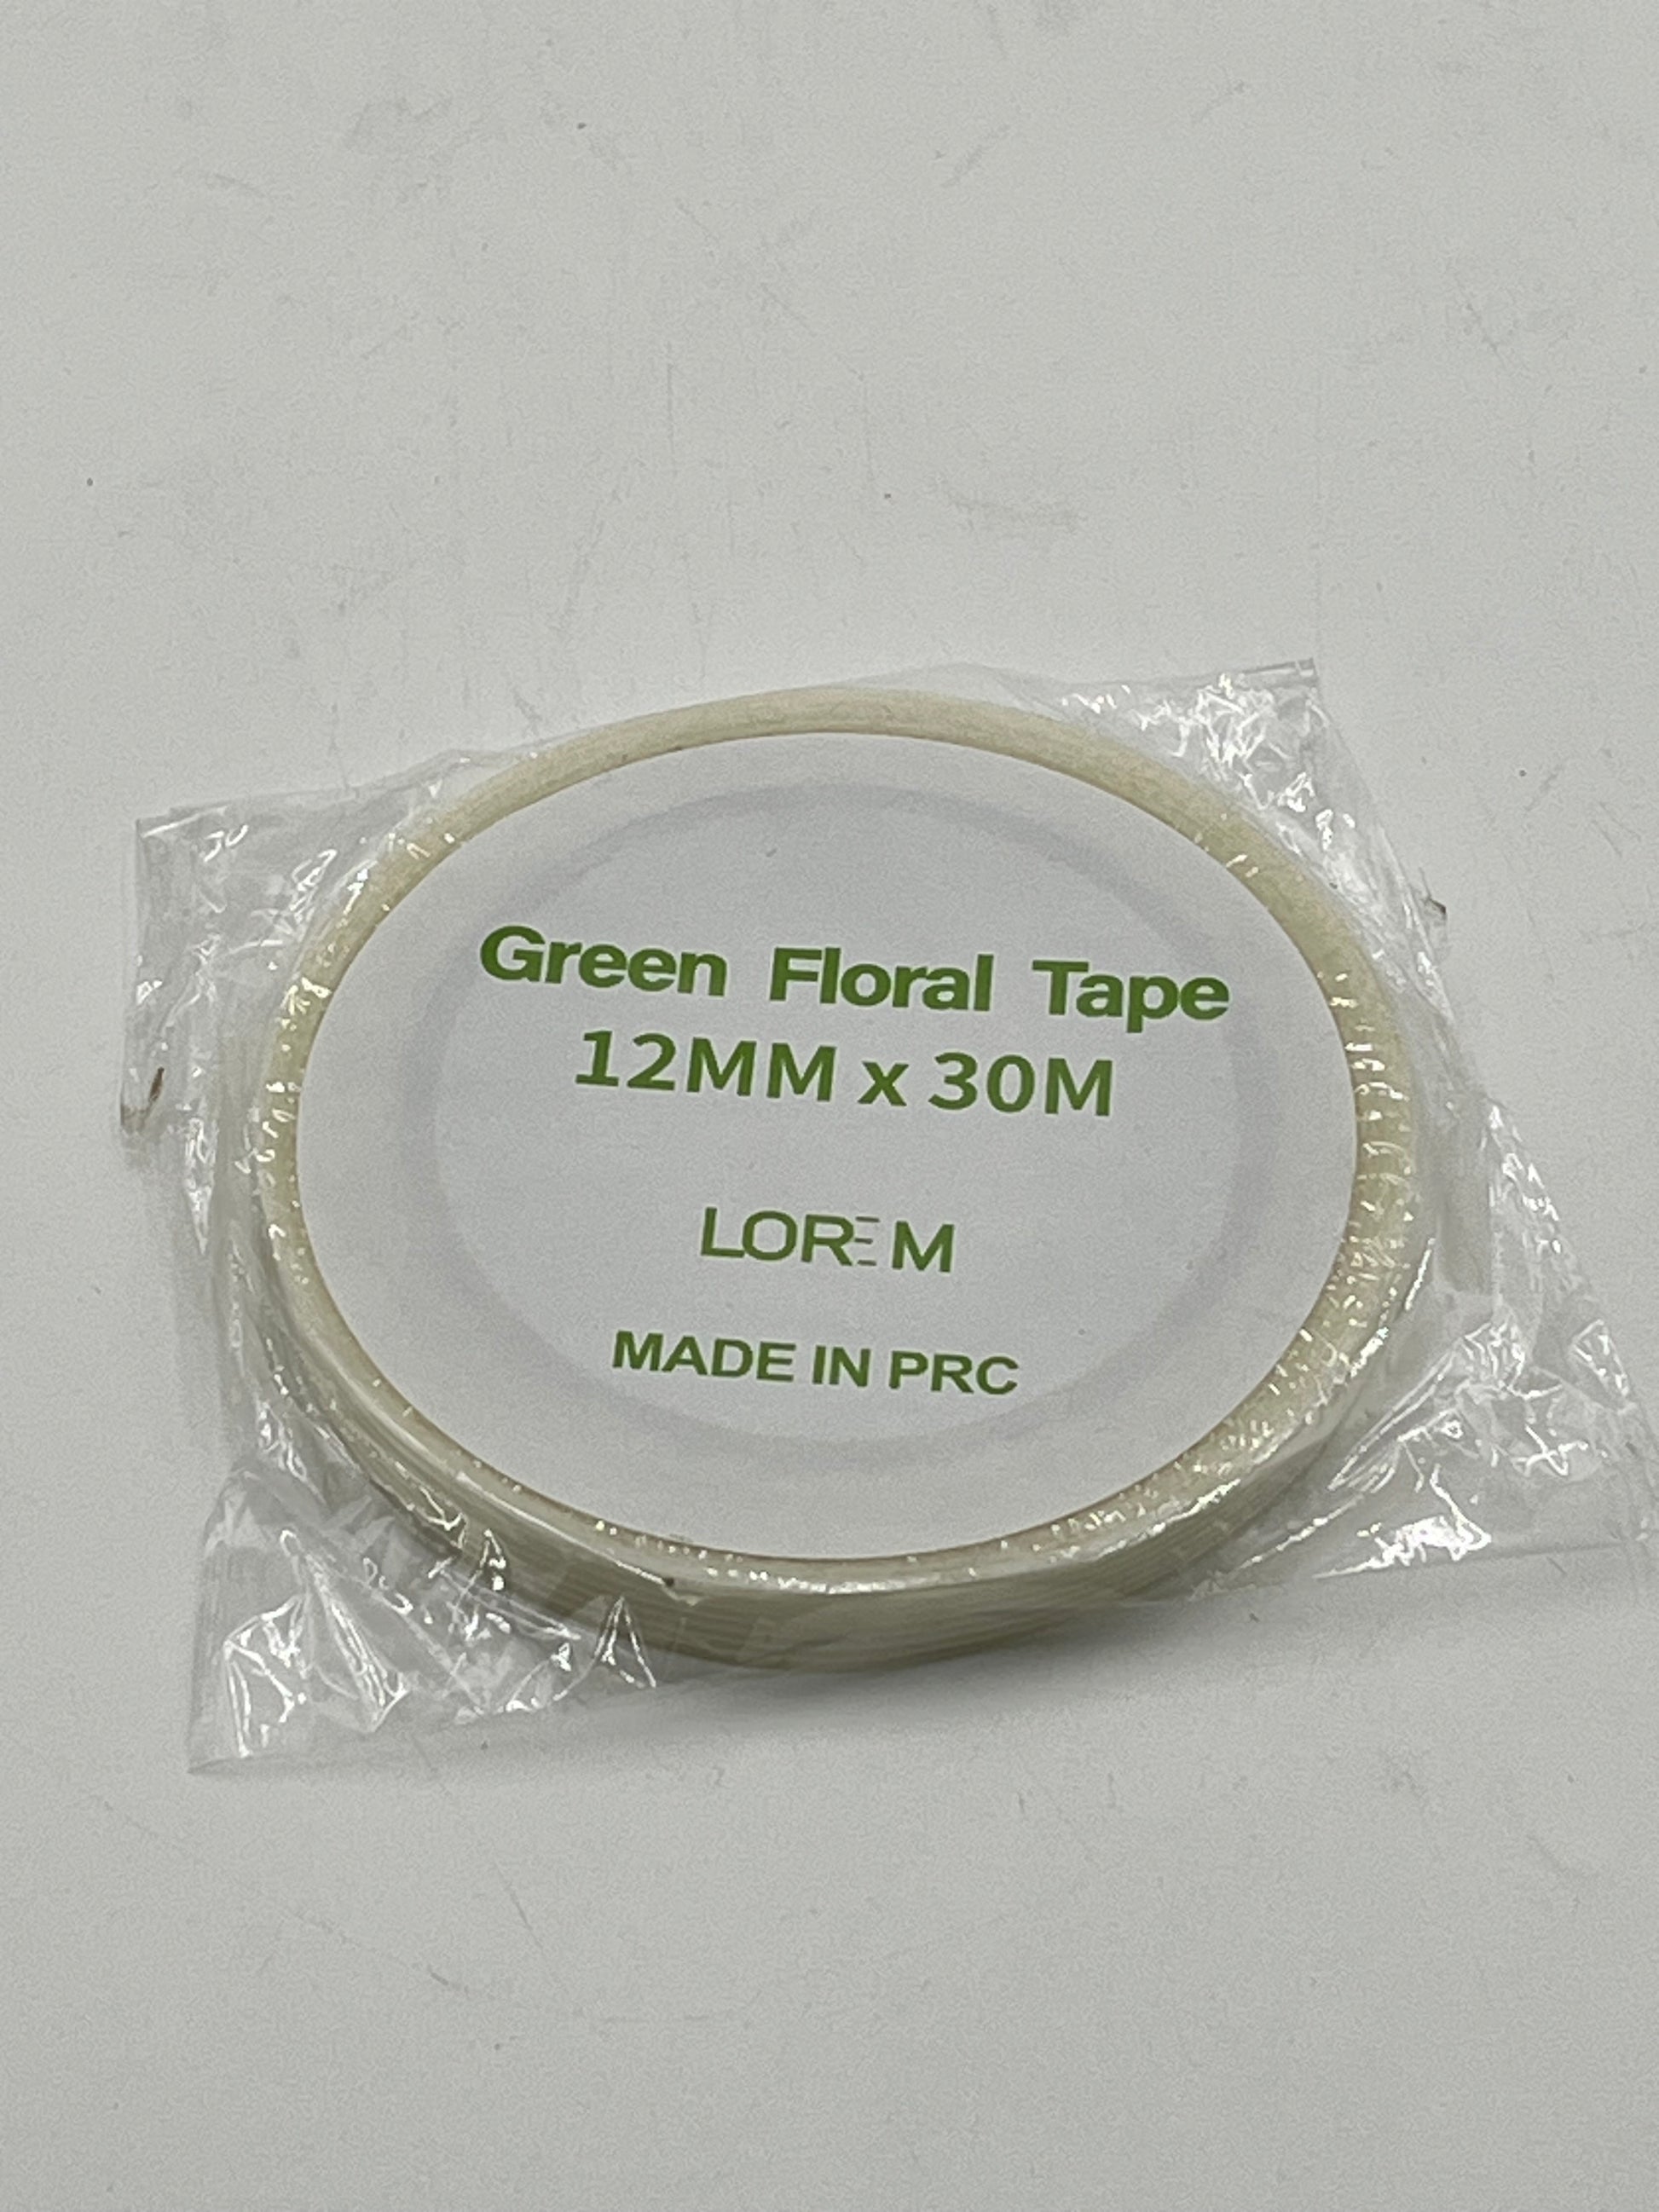 Green Floral Tape
12MM x 30M
LOREM
MADE IN PRC